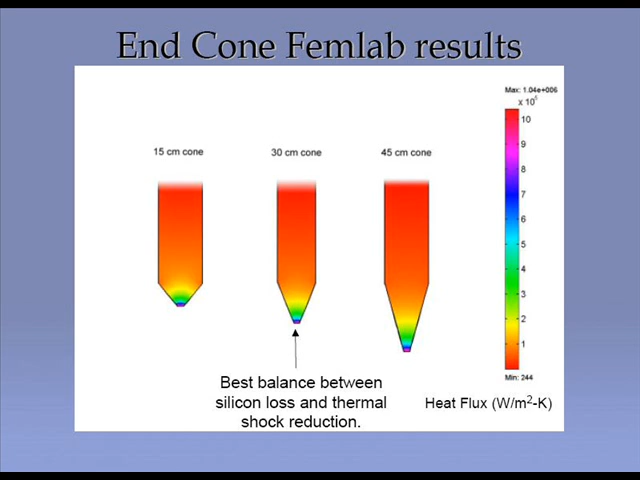 End Cone Femlab results
Max: 1.04e+006
x 10⁵
15 cm cone
30 cm cone
45 cm cone
10
9
8
7
6
5
4
3
2
1
Min: 244
Best balance between
silicon loss and thermal
shock reduction.
Heat Flux (W/m²-K)